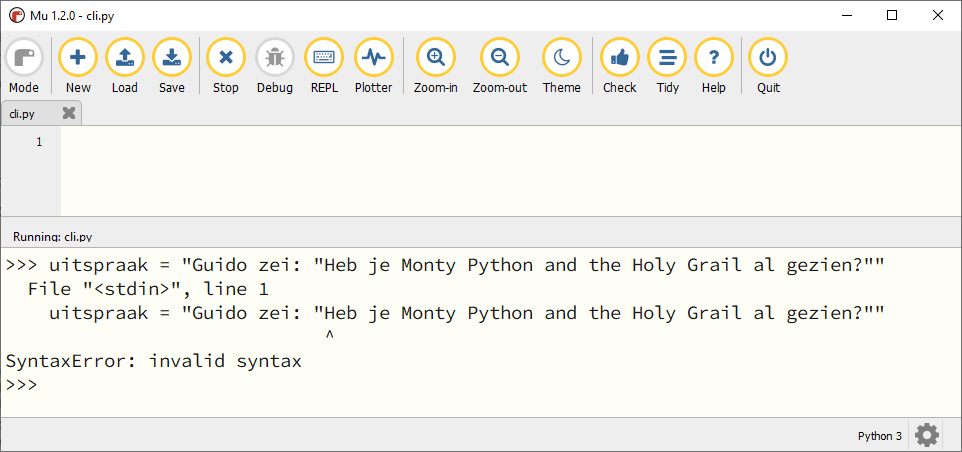 Mu 1.2.0 - cli.py
Mode New Load Save Stop Debug REPL Plotter Zoom-in Zoom-out Theme Check Tidy Help Quit
cli.py
1
Running: cli.py
>>> uitspraak = "Guido zei: "Heb je Monty Python and the Holy Grail al gezien?""
  File "<stdin>", line 1
    uitspraak = "Guido zei: "Heb je Monty Python and the Holy Grail al gezien?""
                              ^
SyntaxError: invalid syntax
>>>
Python 3